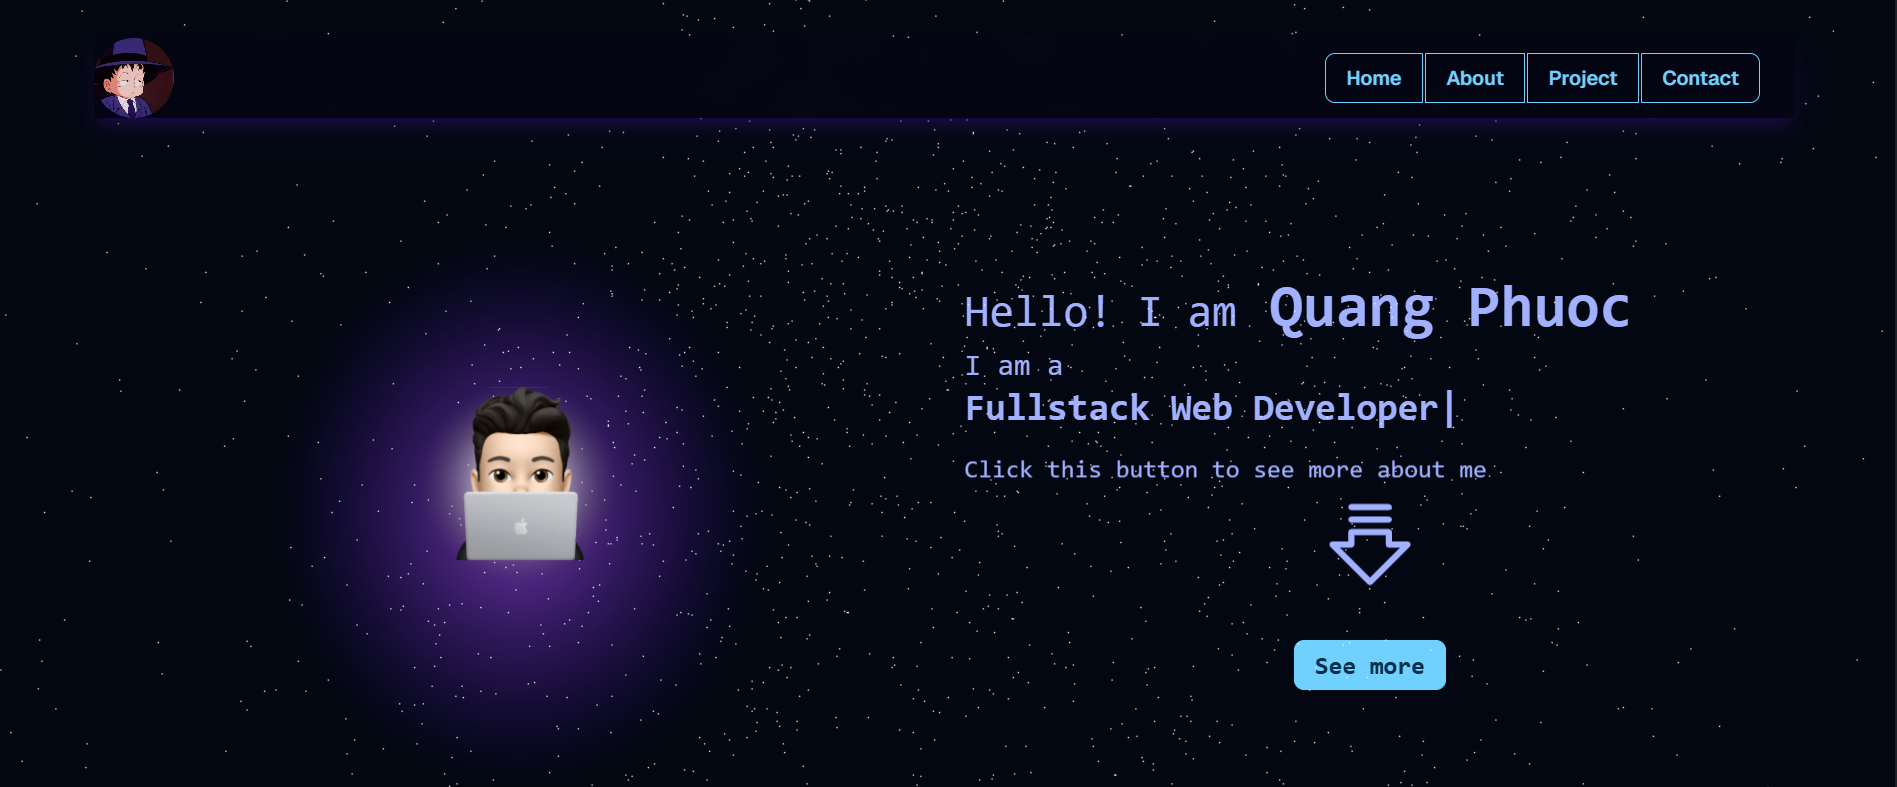 Home About Project Contact
Hello! I am Quang Phuoc
I am a
Fullstack Web Developer|
Click this button to see more about me
See more